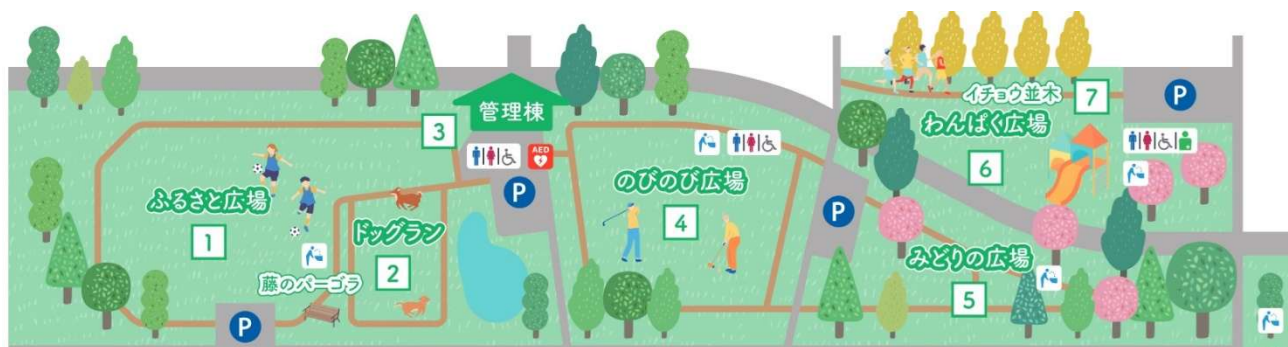 管理棟
3
AED
P
ふるさと広場
1
ドッグラン
2
藤のパーゴラ
P
のびのび広場
4
P
イチョウ並木
7
P
わんぱく広場
6
みどりの広場
5